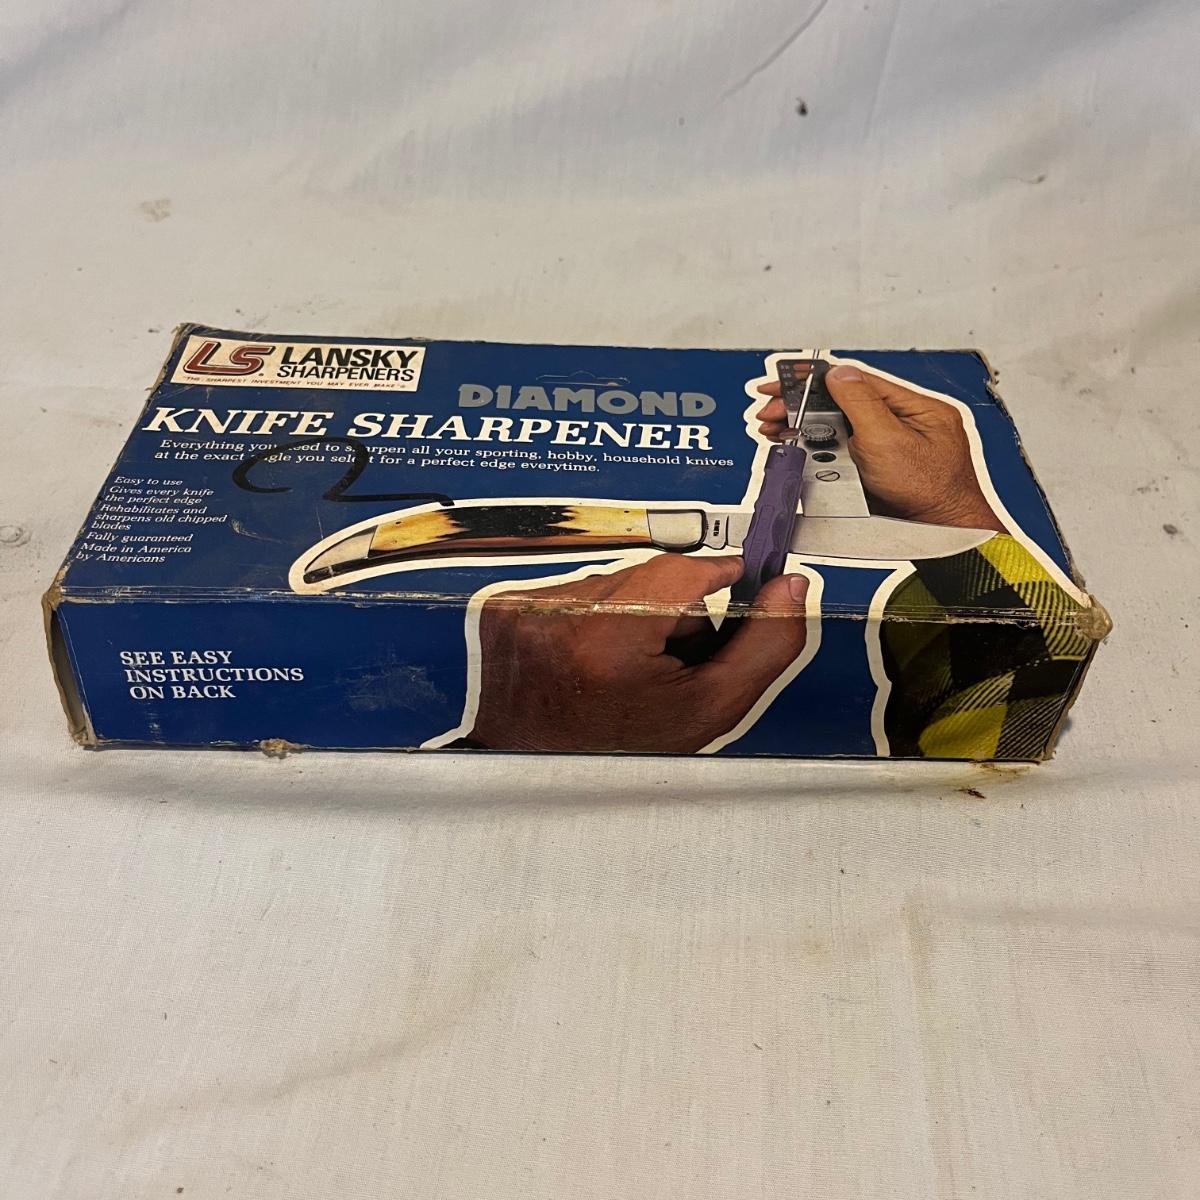 LS LANSKY
SHARPENERS
"THE SHARPEST INVESTMENT YOU MAY EVER MAKE"®
DIAMOND
KNIFE SHARPENER
Everything you need to sharpen all your sporting, hobby, household knives
at the exact angle you select for a perfect edge everytime.
Easy to use
Gives every knife
the perfect edge
Rehabilitates and
sharpens old chipped
blades
Fully guaranteed
Made in America
by Americans
2
SEE EASY
INSTRUCTIONS
ON BACK